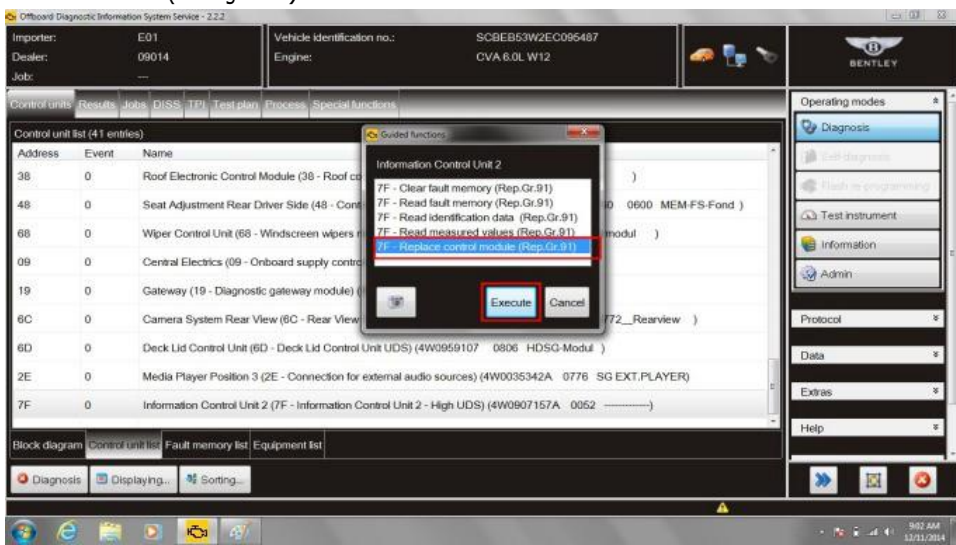 Offboard Diagnostic Information System Service - 2.2.2
Importer: E01 Vehicle identification no.: SCBEB53W2EC095487
Dealer: 09014 Engine: CVA 6.0L W12
Job: ---
BENTLEY
Control units Results Jobs DISS TPI Test plan Process Special functions
Control unit list (41 entries)
Address Event Name
38 0 Roof Electronic Control Module (38 - Roof co )
48 0 Seat Adjustment Rear Driver Side (48 - Cont 0600 MEM-FS-Fond )
68 0 Wiper Control Unit (68 - Windscreen wipers modul )
09 0 Central Electrics (09 - Onboard supply contro
19 0 Gateway (19 - Diagnostic gateway module) (
6C 0 Camera System Rear View (6C - Rear View 772__Rearview )
6D 0 Deck Lid Control Unit (6D - Deck Lid Control Unit UDS) (4W0959107 0806 HDSG-Modul )
2E 0 Media Player Position 3 (2E - Connection for external audio sources) (4W0035342A 0776 SG EXT.PLAYER)
7F 0 Information Control Unit 2 (7F - Information Control Unit 2 - High UDS) (4W0907157A 0052 ------------)
Guided functions
Information Control Unit 2
7F - Clear fault memory (Rep.Gr.91)
7F - Read fault memory (Rep.Gr.91)
7F - Read identification data (Rep.Gr.91)
7F - Read measured values (Rep.Gr.91)
7F - Replace control module (Rep.Gr.91)
Execute Cancel
Block diagram Control unit list Fault memory list Equipment list
Diagnosis Displaying... Sorting...
Operating modes
Diagnosis
Self-diagnosis
Flash re-programming
Test instrument
Information
Admin
Protocol
Data
Extras
Help
9:02 AM
12/11/2014